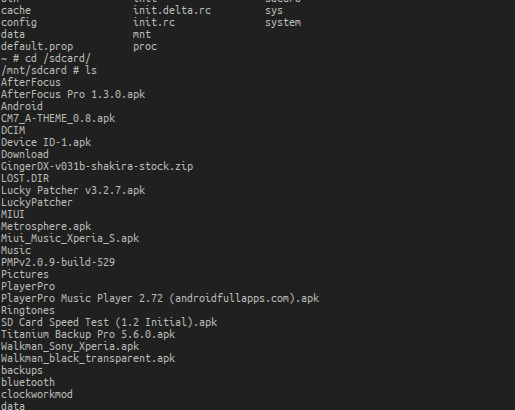 cache init.delta.rc sys
config init.rc system
data mnt
default.prop proc
~ # cd /sdcard/
/mnt/sdcard # ls
AfterFocus
AfterFocus Pro 1.3.0.apk
Android
CM7_A-THEME_0.8.apk
DCIM
Device ID-1.apk
Download
GingerDX-v031b-shakira-stock.zip
LOST.DIR
Lucky Patcher v3.2.7.apk
LuckyPatcher
MIUI
Metrosphere.apk
Miui_Music_Xperia_S.apk
Music
PMPv2.0.9-build-529
Pictures
PlayerPro
PlayerPro Music Player 2.72 (androidfullapps.com).apk
Ringtones
SD Card Speed Test (1.2 Initial).apk
Titanium Backup Pro 5.6.0.apk
Walkman_Sony_Xperia.apk
Walkman_black_transparent.apk
backups
bluetooth
clockworkmod
data